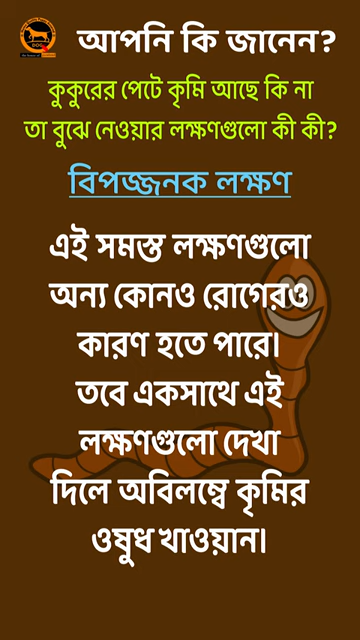 আপনি কি জানেন?
কুকুরের পেটে কৃমি আছে কি না
তা বুঝে নেওয়ার লক্ষণগুলো কী কী?
বিপজ্জনক লক্ষণ
এই সমস্ত লক্ষণগুলো
অন্য কোনও রোগেরও
কারণ হতে পারে।
তবে একসাথে এই
লক্ষণগুলো দেখা
দিলে অবিলম্বে কৃমির
ওষুধ খাওয়ান।